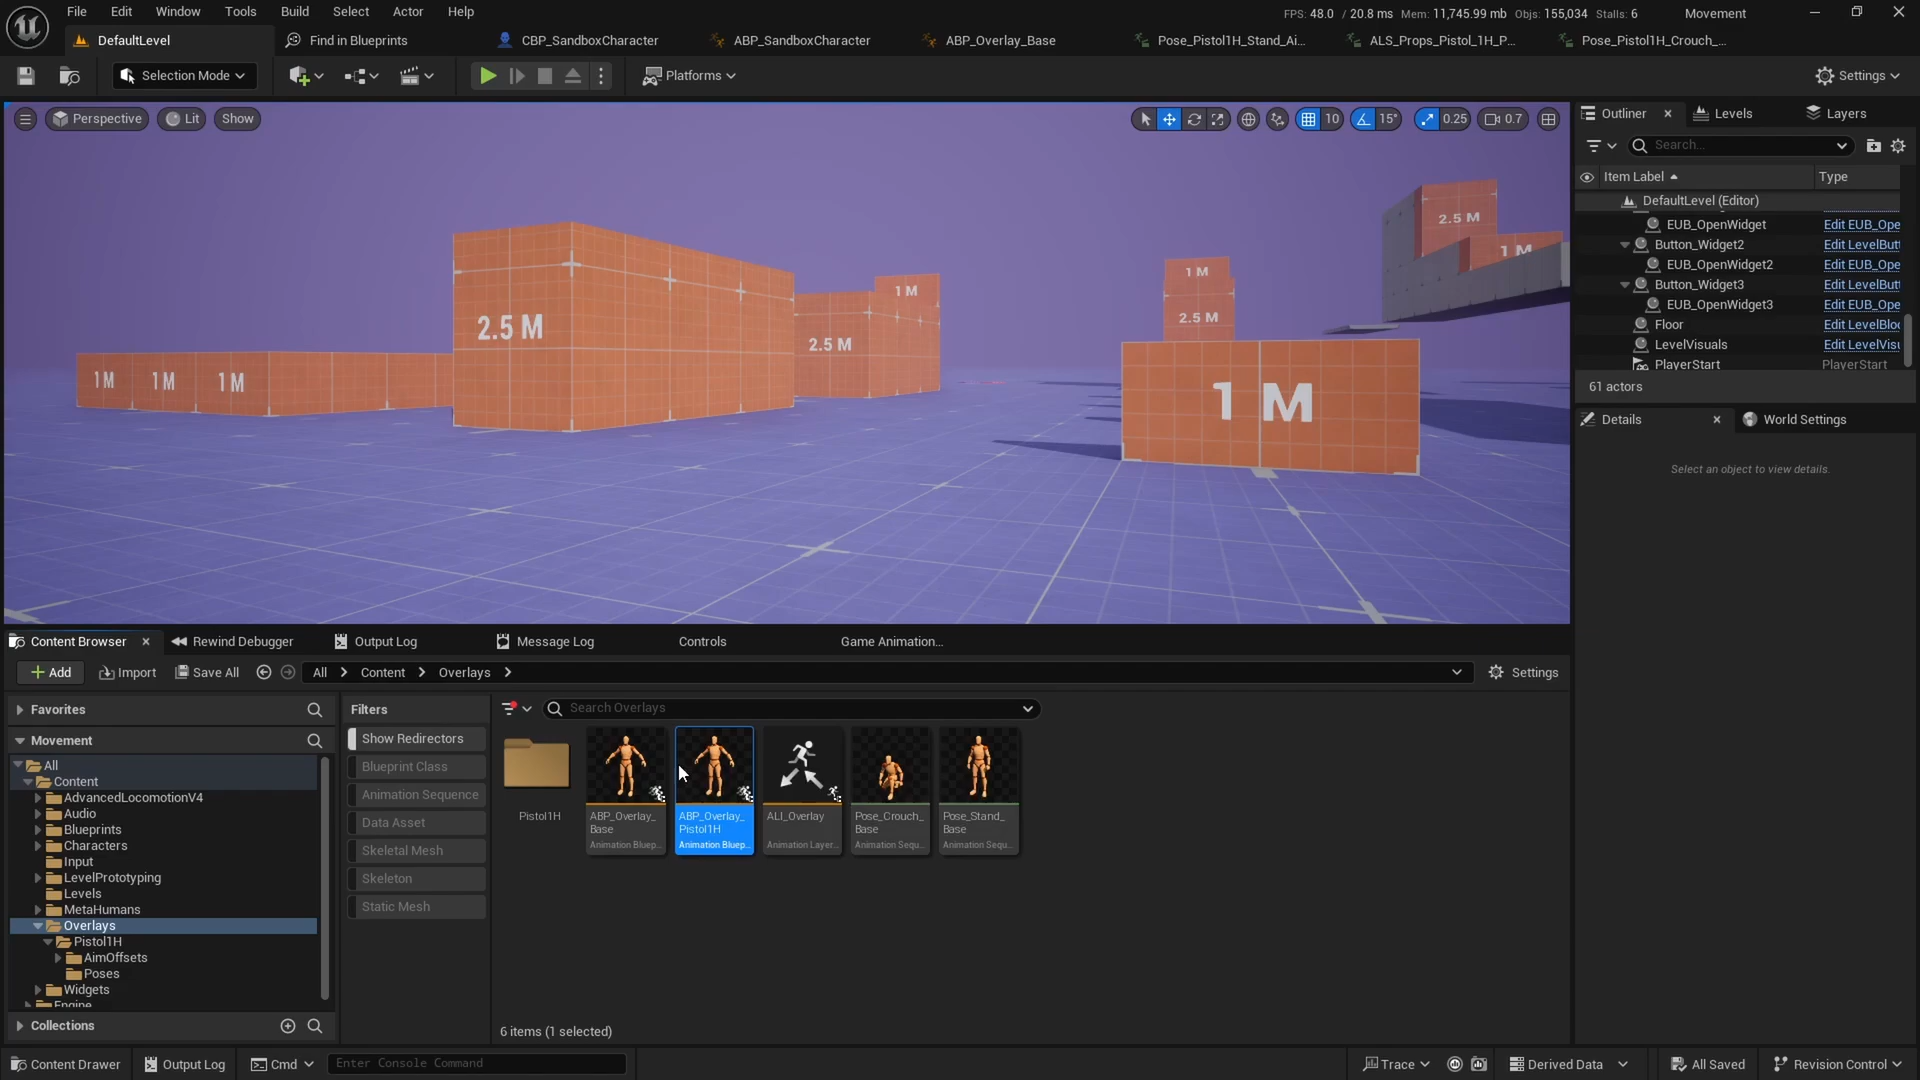 File Edit Window Tools Build Select Actor Help
FPS: 48.0 / 20.8 ms Mem: 11,745.99 mb Objs: 155,034 Stalls: 6 Movement
DefaultLevel Find in Blueprints CBP_SandboxCharacter ABP_SandboxCharacter ABP_Overlay_Base Pose_Pistol1H_Stand_Ai... ALS_Props_Pistol_1H_P... Pose_Pistol1H_Crouch_...
Selection Mode Platforms Settings
Perspective Lit Show 10 15° 0.25 0.7
Outliner Levels Layers
Search...
Item Label Type
DefaultLevel (Editor)
EUB_OpenWidget Edit EUB_Ope
Button_Widget2 Edit LevelButt
EUB_OpenWidget2 Edit EUB_Ope
Button_Widget3 Edit LevelButt
EUB_OpenWidget3 Edit EUB_Ope
Floor Edit LevelBloc
LevelVisuals Edit LevelVisu
PlayerStart PlayerStart
61 actors
Details World Settings
Select an object to view details.
2.5 M
1 M
1 M
1 M
2.5 M
2.5 M
2.5 M
1 M
1 M 1 M 1 M
1 M
Content Browser Rewind Debugger Output Log Message Log Controls Game Animation...
Add Import Save All All Content Overlays Settings
Favorites
Movement
All
Content
AdvancedLocomotionV4
Audio
Blueprints
Characters
Input
LevelPrototyping
Levels
MetaHumans
Overlays
Pistol1H
AimOffsets
Poses
Widgets
Engine
Collections
Filters
Show Redirectors
Blueprint Class
Animation Sequence
Data Asset
Skeletal Mesh
Skeleton
Static Mesh
Search Overlays
Pistol1H
ABP_Overlay_
Base
Animation Bluep...
ABP_Overlay_
Pistol1H
Animation Bluep...
ALI_Overlay
Animation Layer...
Pose_Crouch_
Base
Animation Sequ...
Pose_Stand_
Base
Animation Sequ...
6 items (1 selected)
Content Drawer Output Log Cmd Enter Console Command Trace Derived Data All Saved Revision Control